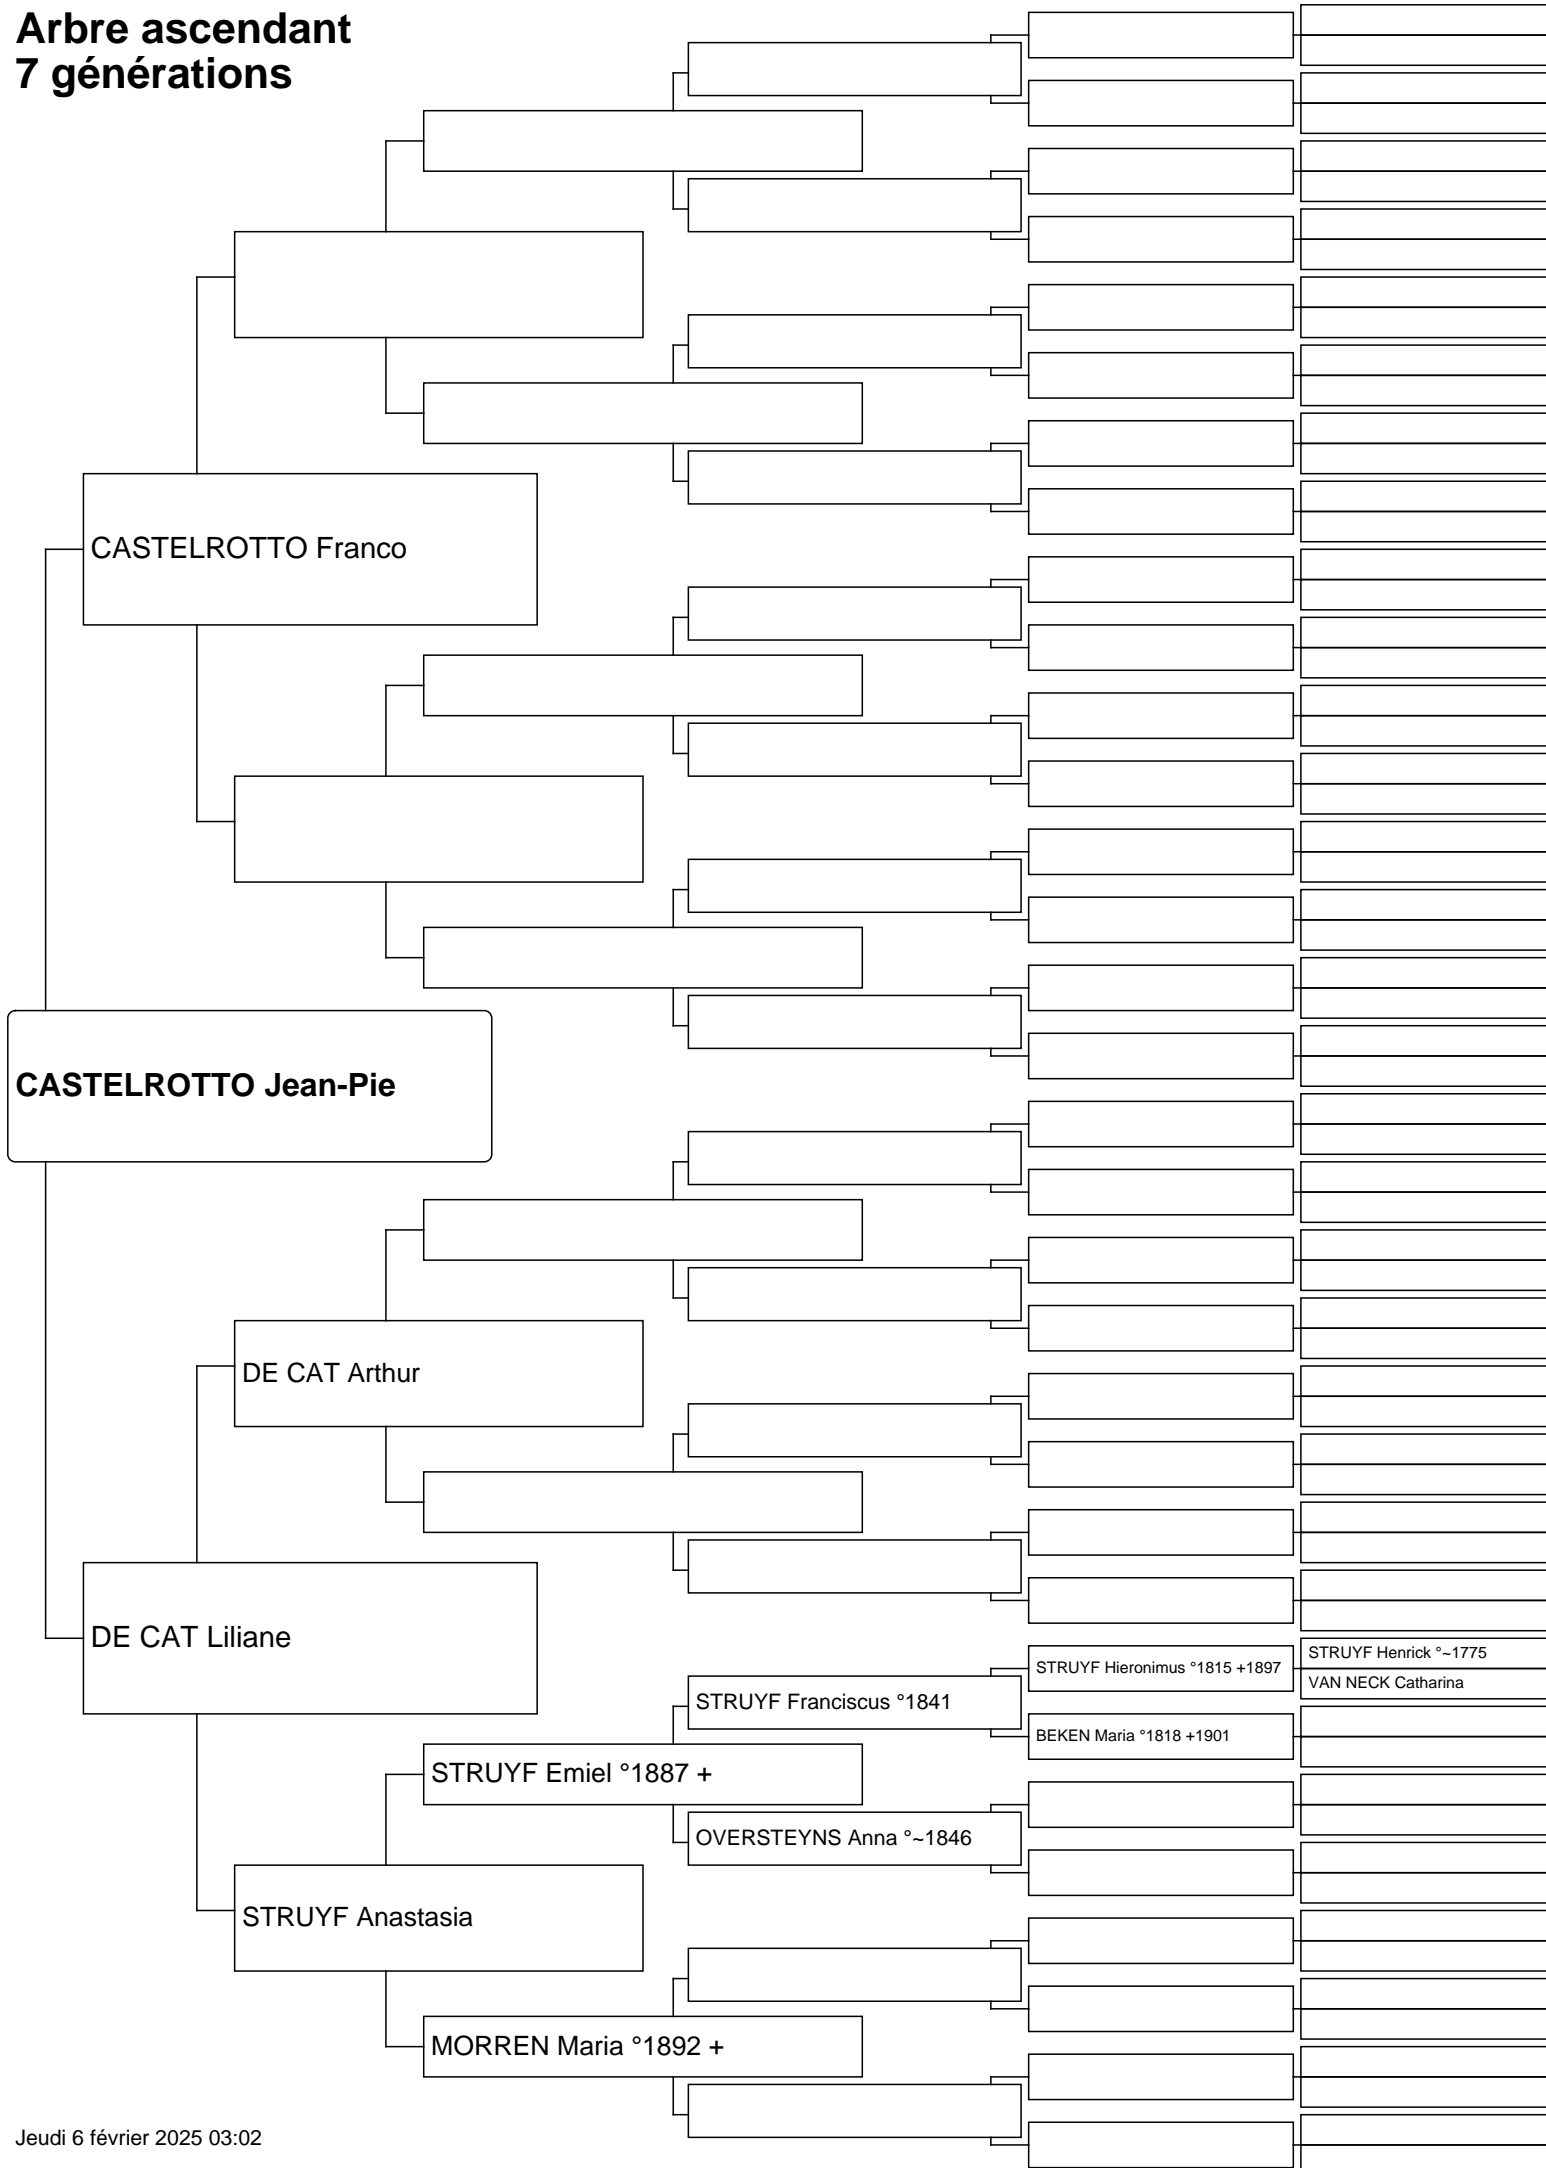 Arbre ascendant
7 générations
CASTELROTTO Franco
CASTELROTTO Jean-Pie
DE CAT Arthur
DE CAT Liliane
STRUYF Henrick °~1775
STRUYF Hieronimus °1815 +1897
VAN NECK Catharina
STRUYF Franciscus °1841
BEKEN Maria °1818 +1901
STRUYF Emiel °1887 +
OVERSTEYNS Anna °~1846
STRUYF Anastasia
MORREN Maria °1892 +
Jeudi 6 février 2025 03:02